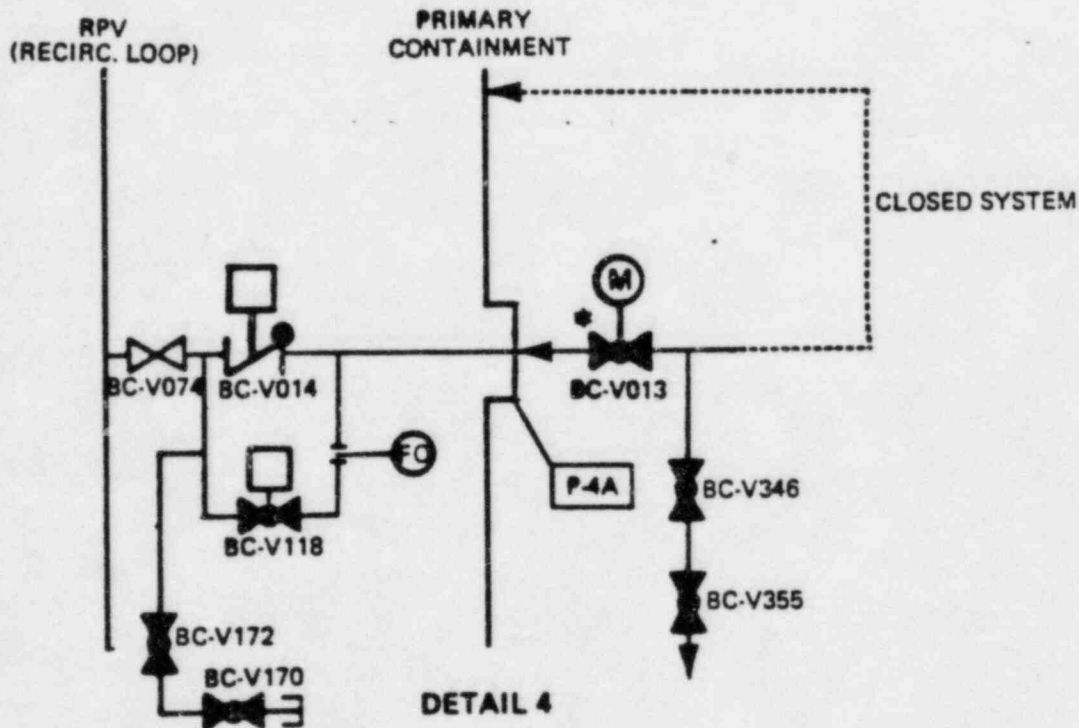 RPV
(RECIRC. LOOP)
PRIMARY
CONTAINMENT
CLOSED SYSTEM
M
*
BC-V074
BC-V014
BC-V013
FO
P-4A
BC-V346
BC-V118
BC-V355
BC-V172
BC-V170
DETAIL 4